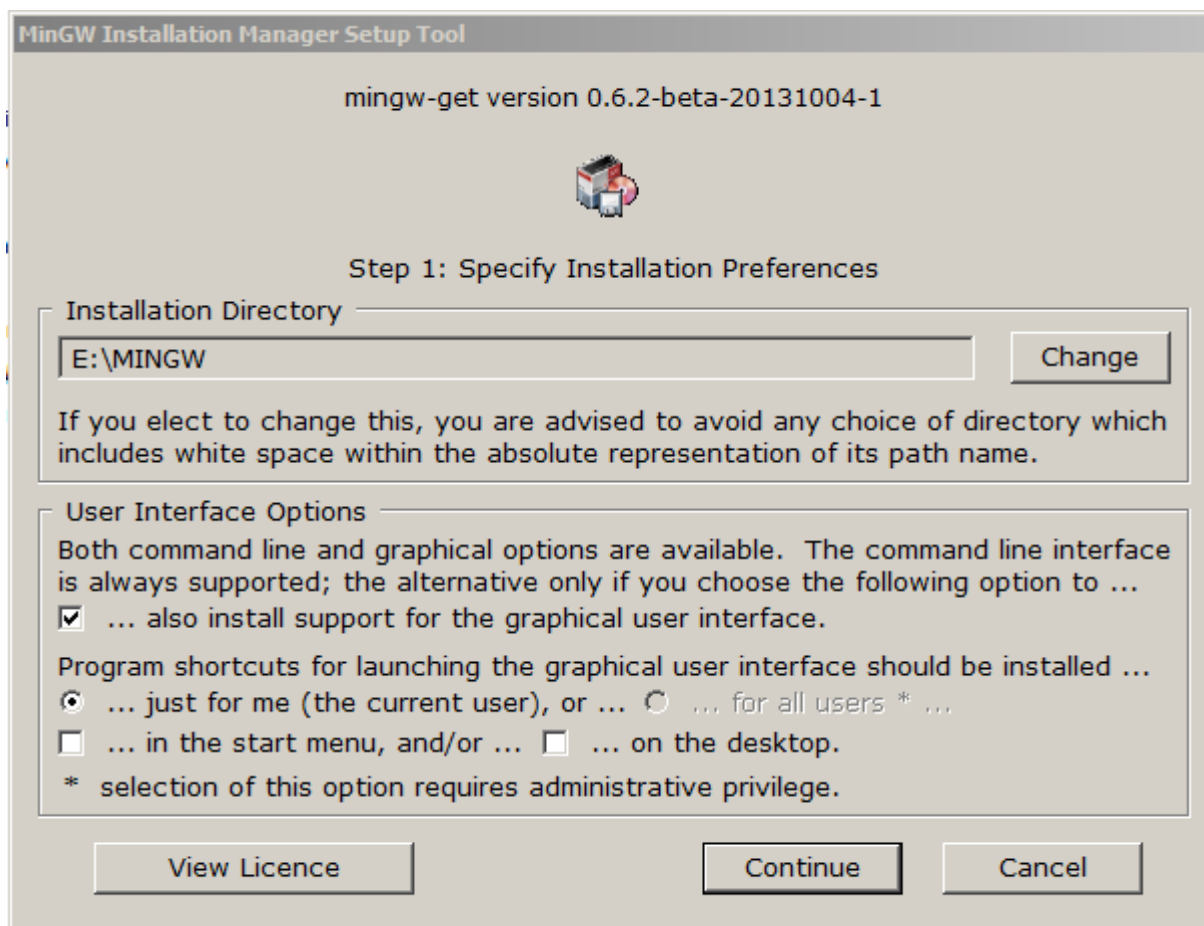 MinGW Installation Manager Setup Tool
mingw-get version 0.6.2-beta-20131004-1
Step 1: Specify Installation Preferences
Installation Directory
E:\MINGW
Change
If you elect to change this, you are advised to avoid any choice of directory which
includes white space within the absolute representation of its path name.
User Interface Options
Both command line and graphical options are available. The command line interface
is always supported; the alternative only if you choose the following option to ...
... also install support for the graphical user interface.
Program shortcuts for launching the graphical user interface should be installed ...
... just for me (the current user), or ... ... for all users * ...
... in the start menu, and/or ... ... on the desktop.
* selection of this option requires administrative privilege.
View Licence Continue Cancel